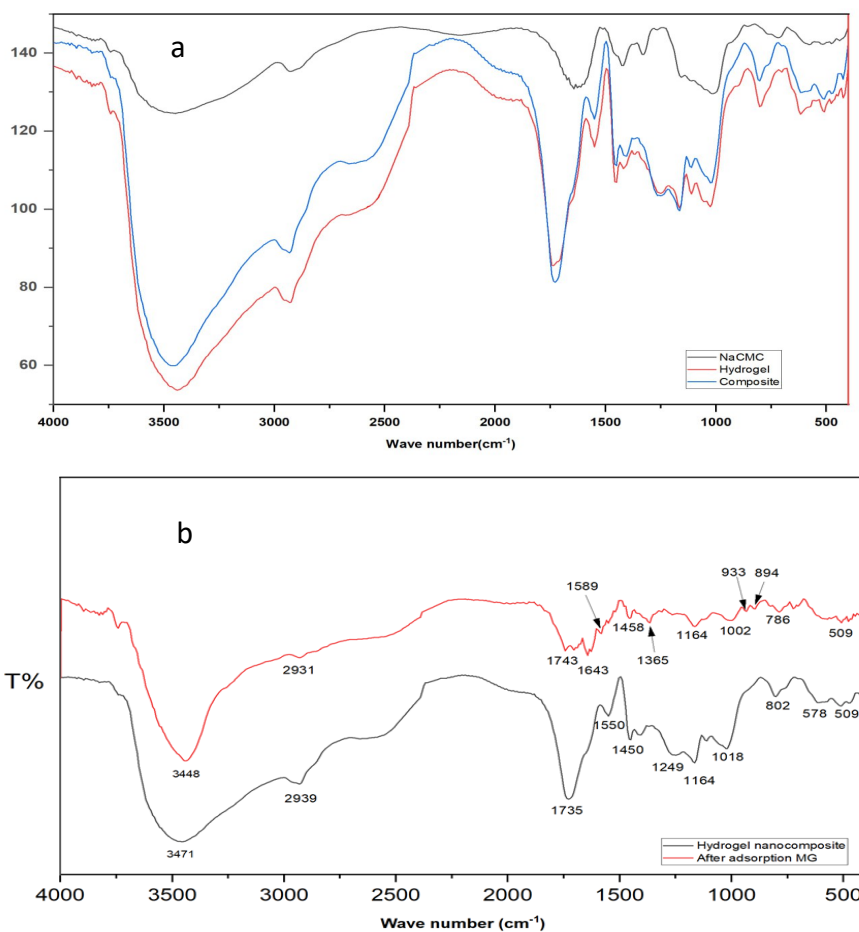 a
140
120
100
80
60
NaCMC
Hydrogel
Composite
4000 3500 3000 2500 2000 1500 1000 500
Wave number(cm-1)
b
933 894
1589
1458
1164
1002
786
509
2931
1743
1643
1365
T%
802
578
509
1550
1450
1249
1164
1018
3448
2939
1735
3471
Hydrogel nanocomposite
After adsorption MG
4000 3500 3000 2500 2000 1500 1000 500
Wave number (cm-1)